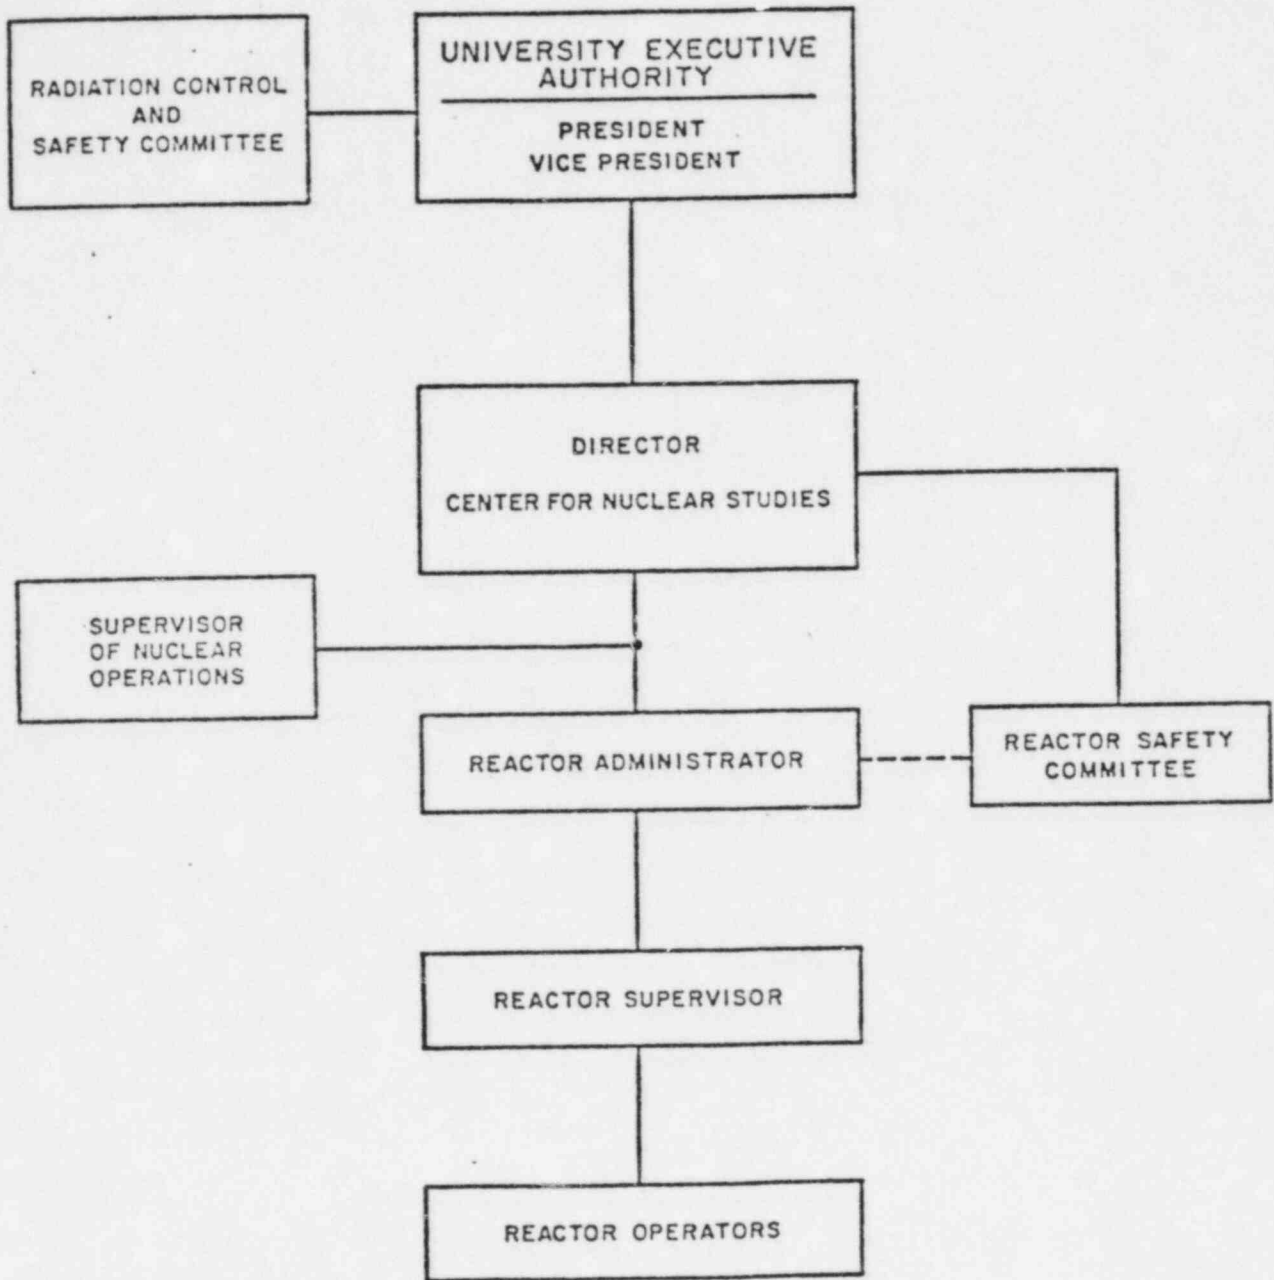 RADIATION CONTROL
AND
SAFETY COMMITTEE
UNIVERSITY EXECUTIVE
AUTHORITY
PRESIDENT
VICE PRESIDENT
DIRECTOR
CENTER FOR NUCLEAR STUDIES
SUPERVISOR
OF NUCLEAR
OPERATIONS
REACTOR ADMINISTRATOR
REACTOR SAFETY
COMMITTEE
REACTOR SUPERVISOR
REACTOR OPERATORS